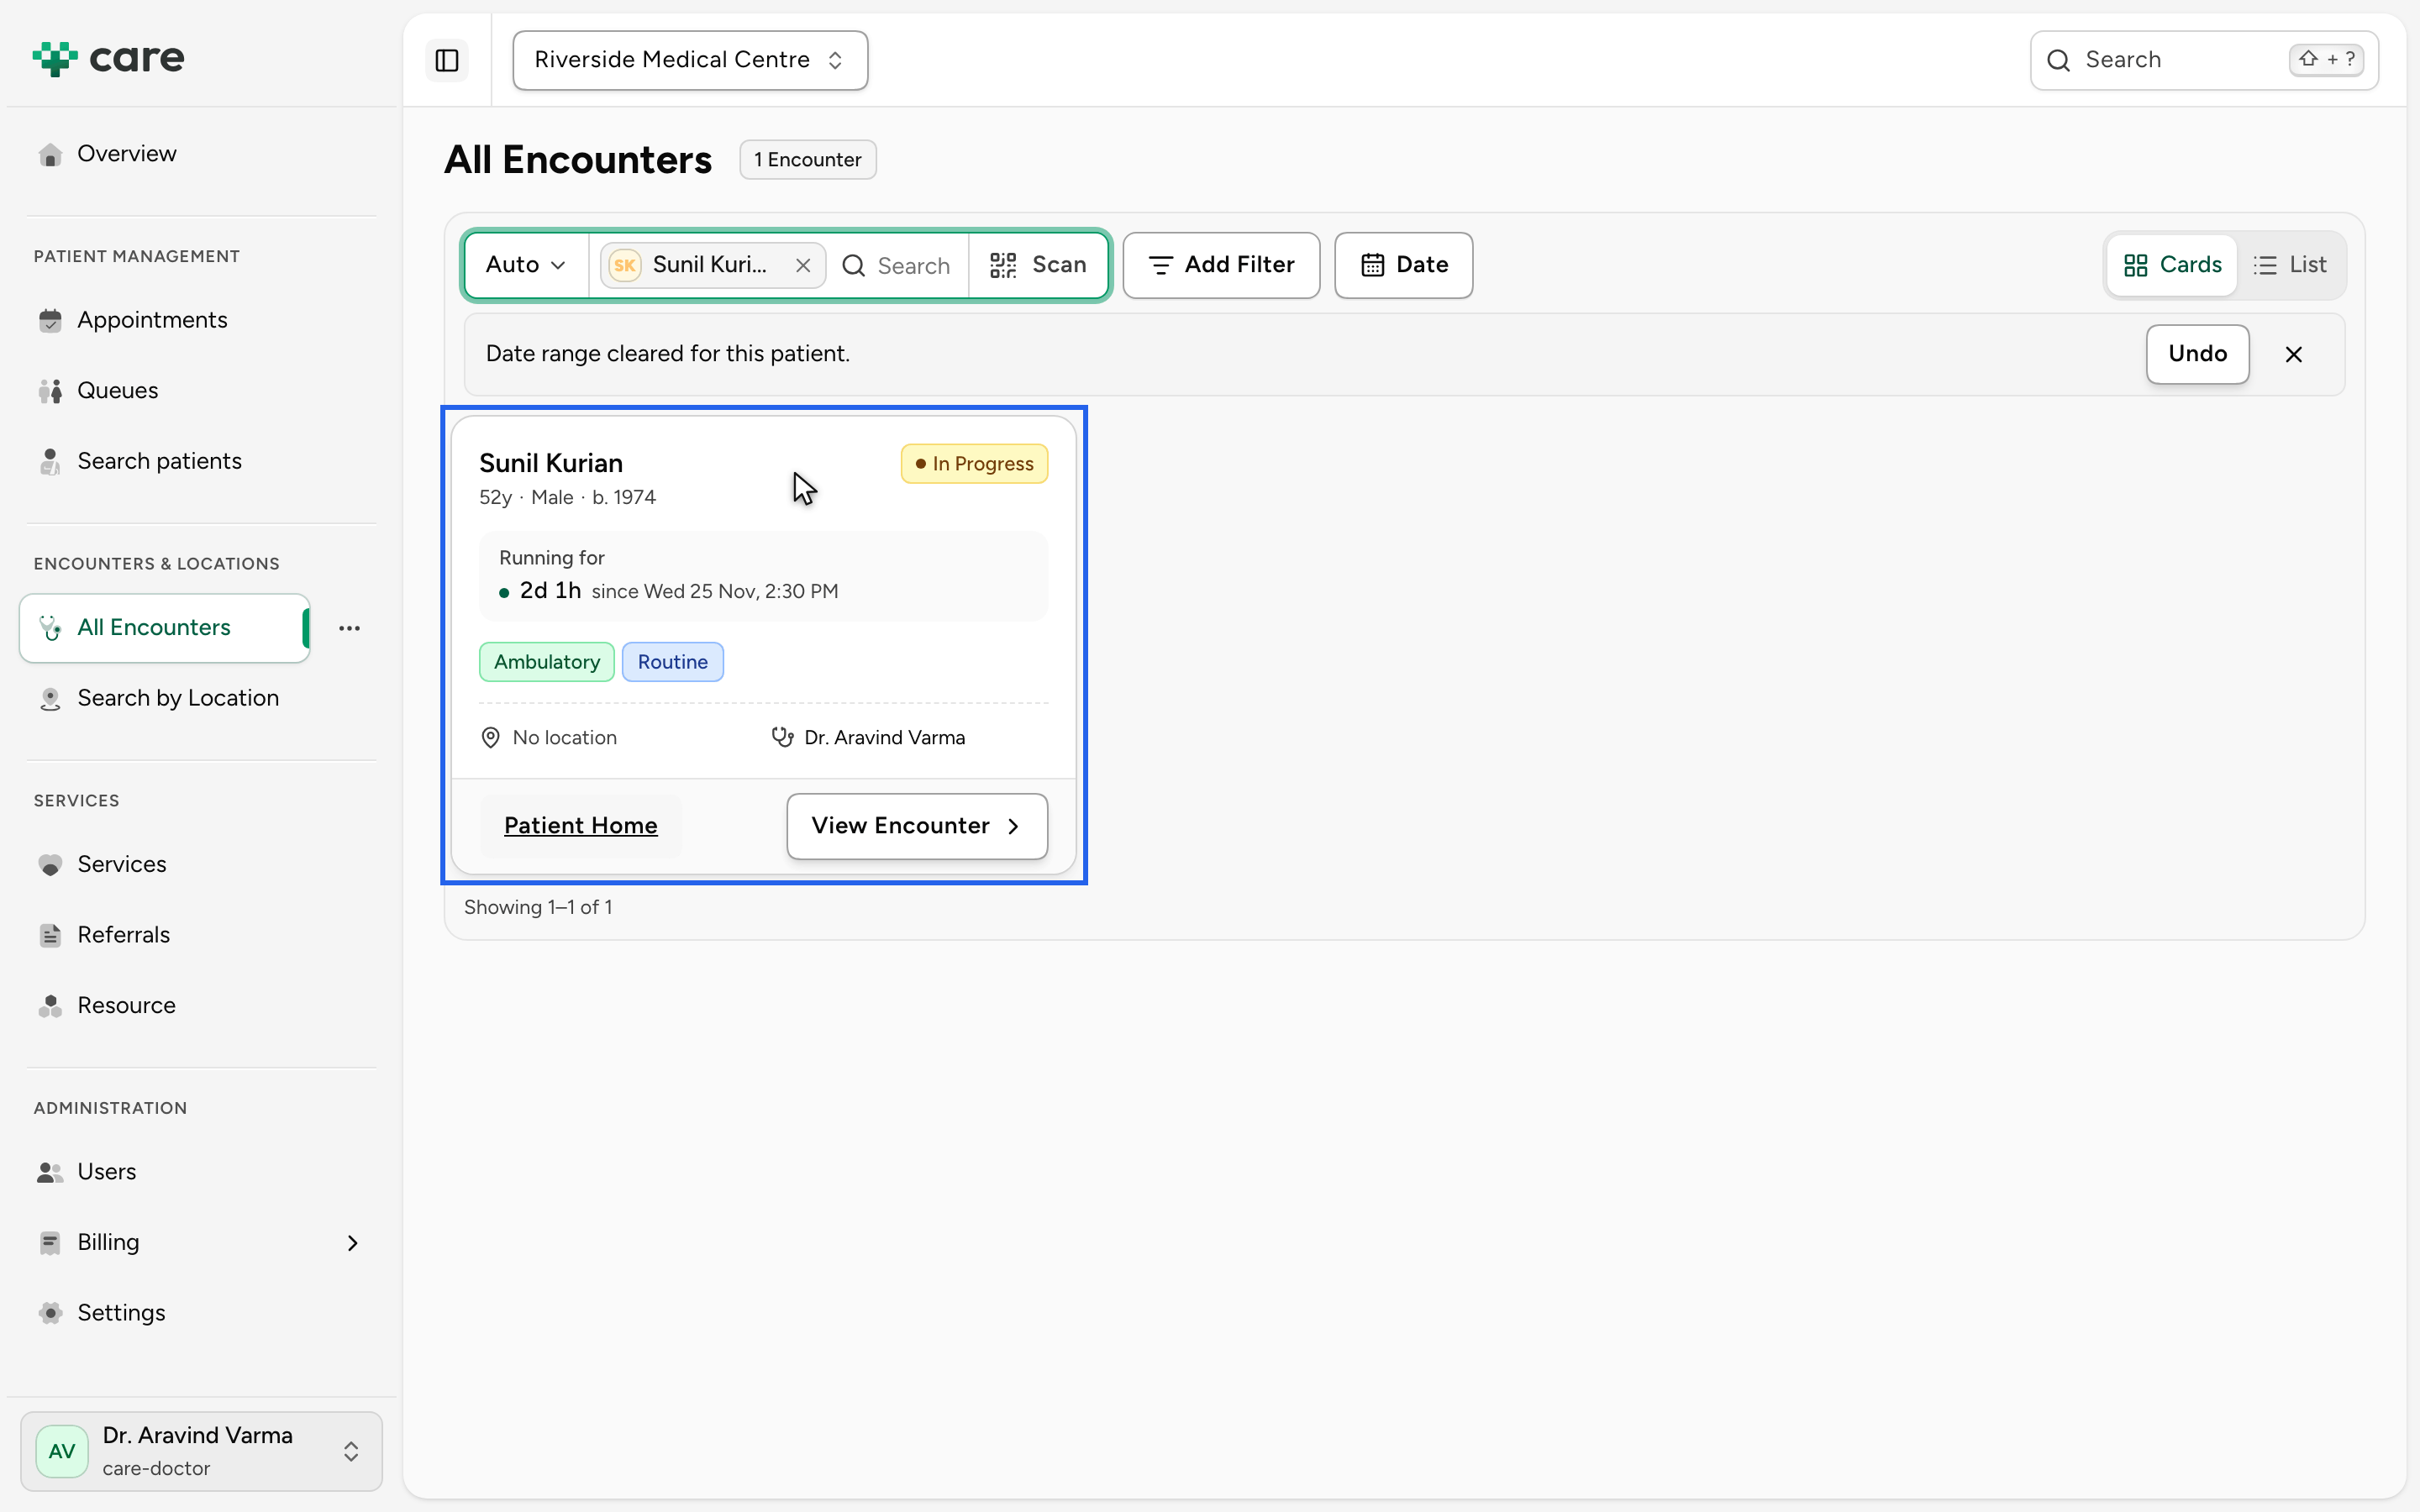 care
Riverside Medical Centre
Search
+ ?
Overview
PATIENT MANAGEMENT
Appointments
Queues
Search patients
ENCOUNTERS & LOCATIONS
All Encounters
Search by Location
SERVICES
Services
Referrals
Resource
ADMINISTRATION
Users
Billing
Settings
AV
Dr. Aravind Varma
care-doctor
All Encounters
1 Encounter
Auto
SK
Sunil Kuri...
Search
Scan
Add Filter
Date
Cards
List
Date range cleared for this patient.
Undo
Sunil Kurian
In Progress
52y · Male · b. 1974
Running for
2d 1h since Wed 25 Nov, 2:30 PM
Ambulatory
Routine
No location
Dr. Aravind Varma
Patient Home
View Encounter
Showing 1–1 of 1